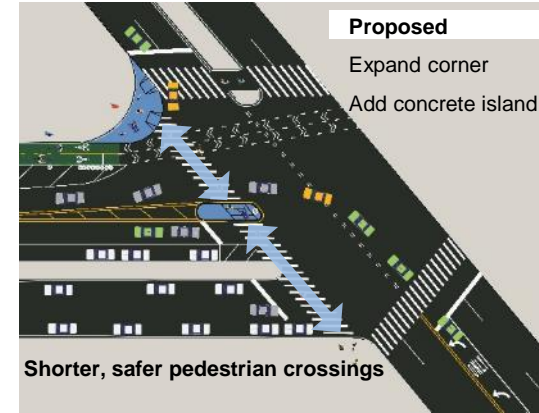 Proposed
Expand corner
Add concrete island
Shorter, safer pedestrian crossings